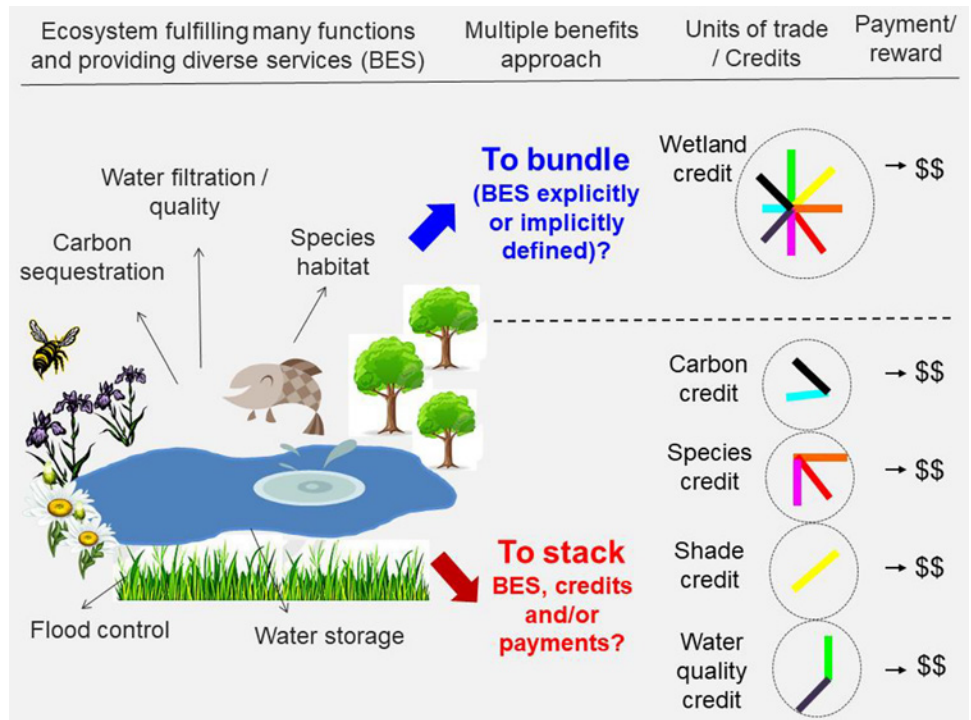 Ecosystem fulfilling many functions
and providing diverse services (BES)
Multiple benefits
approach
Units of trade
/ Credits
Payment/
reward
Water filtration /
quality
Carbon
sequestration
Species
habitat
To bundle
(BES explicitly
or implicitly
defined)?
Wetland
credit
$$
Carbon
credit
$$
Species
credit
$$
To stack
BES, credits
and/or
payments?
Shade
credit
$$
Flood control
Water storage
Water
quality
credit
$$